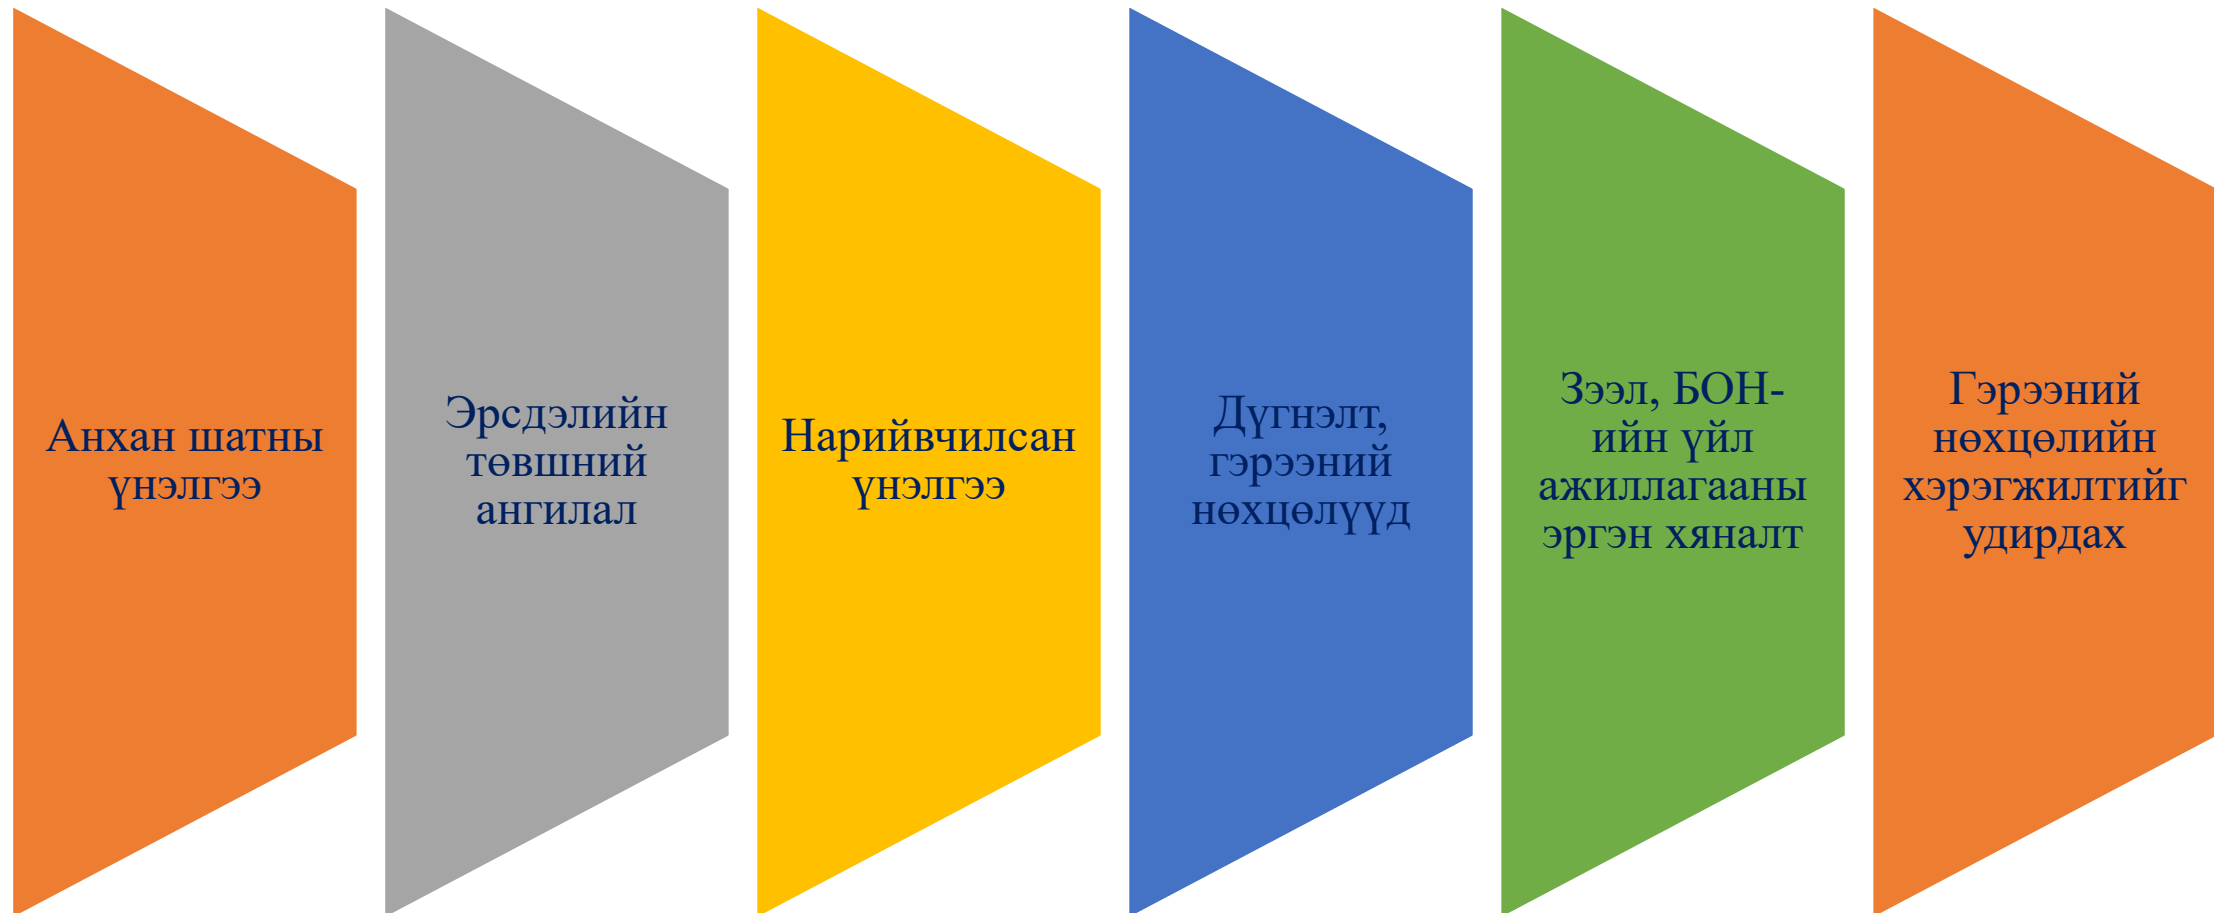 Анхан шатны
үнэлгээ
Эрсдэлийн
төвшний
ангилал
Нарийвчилсан
үнэлгээ
Дүгнэлт,
гэрээний
нөхцөлүүд
Зээл, БОН-
ийн үйл
ажиллагааны
эргэн хяналт
Гэрээний
нөхцөлийн
хэрэгжилтийг
удирдах